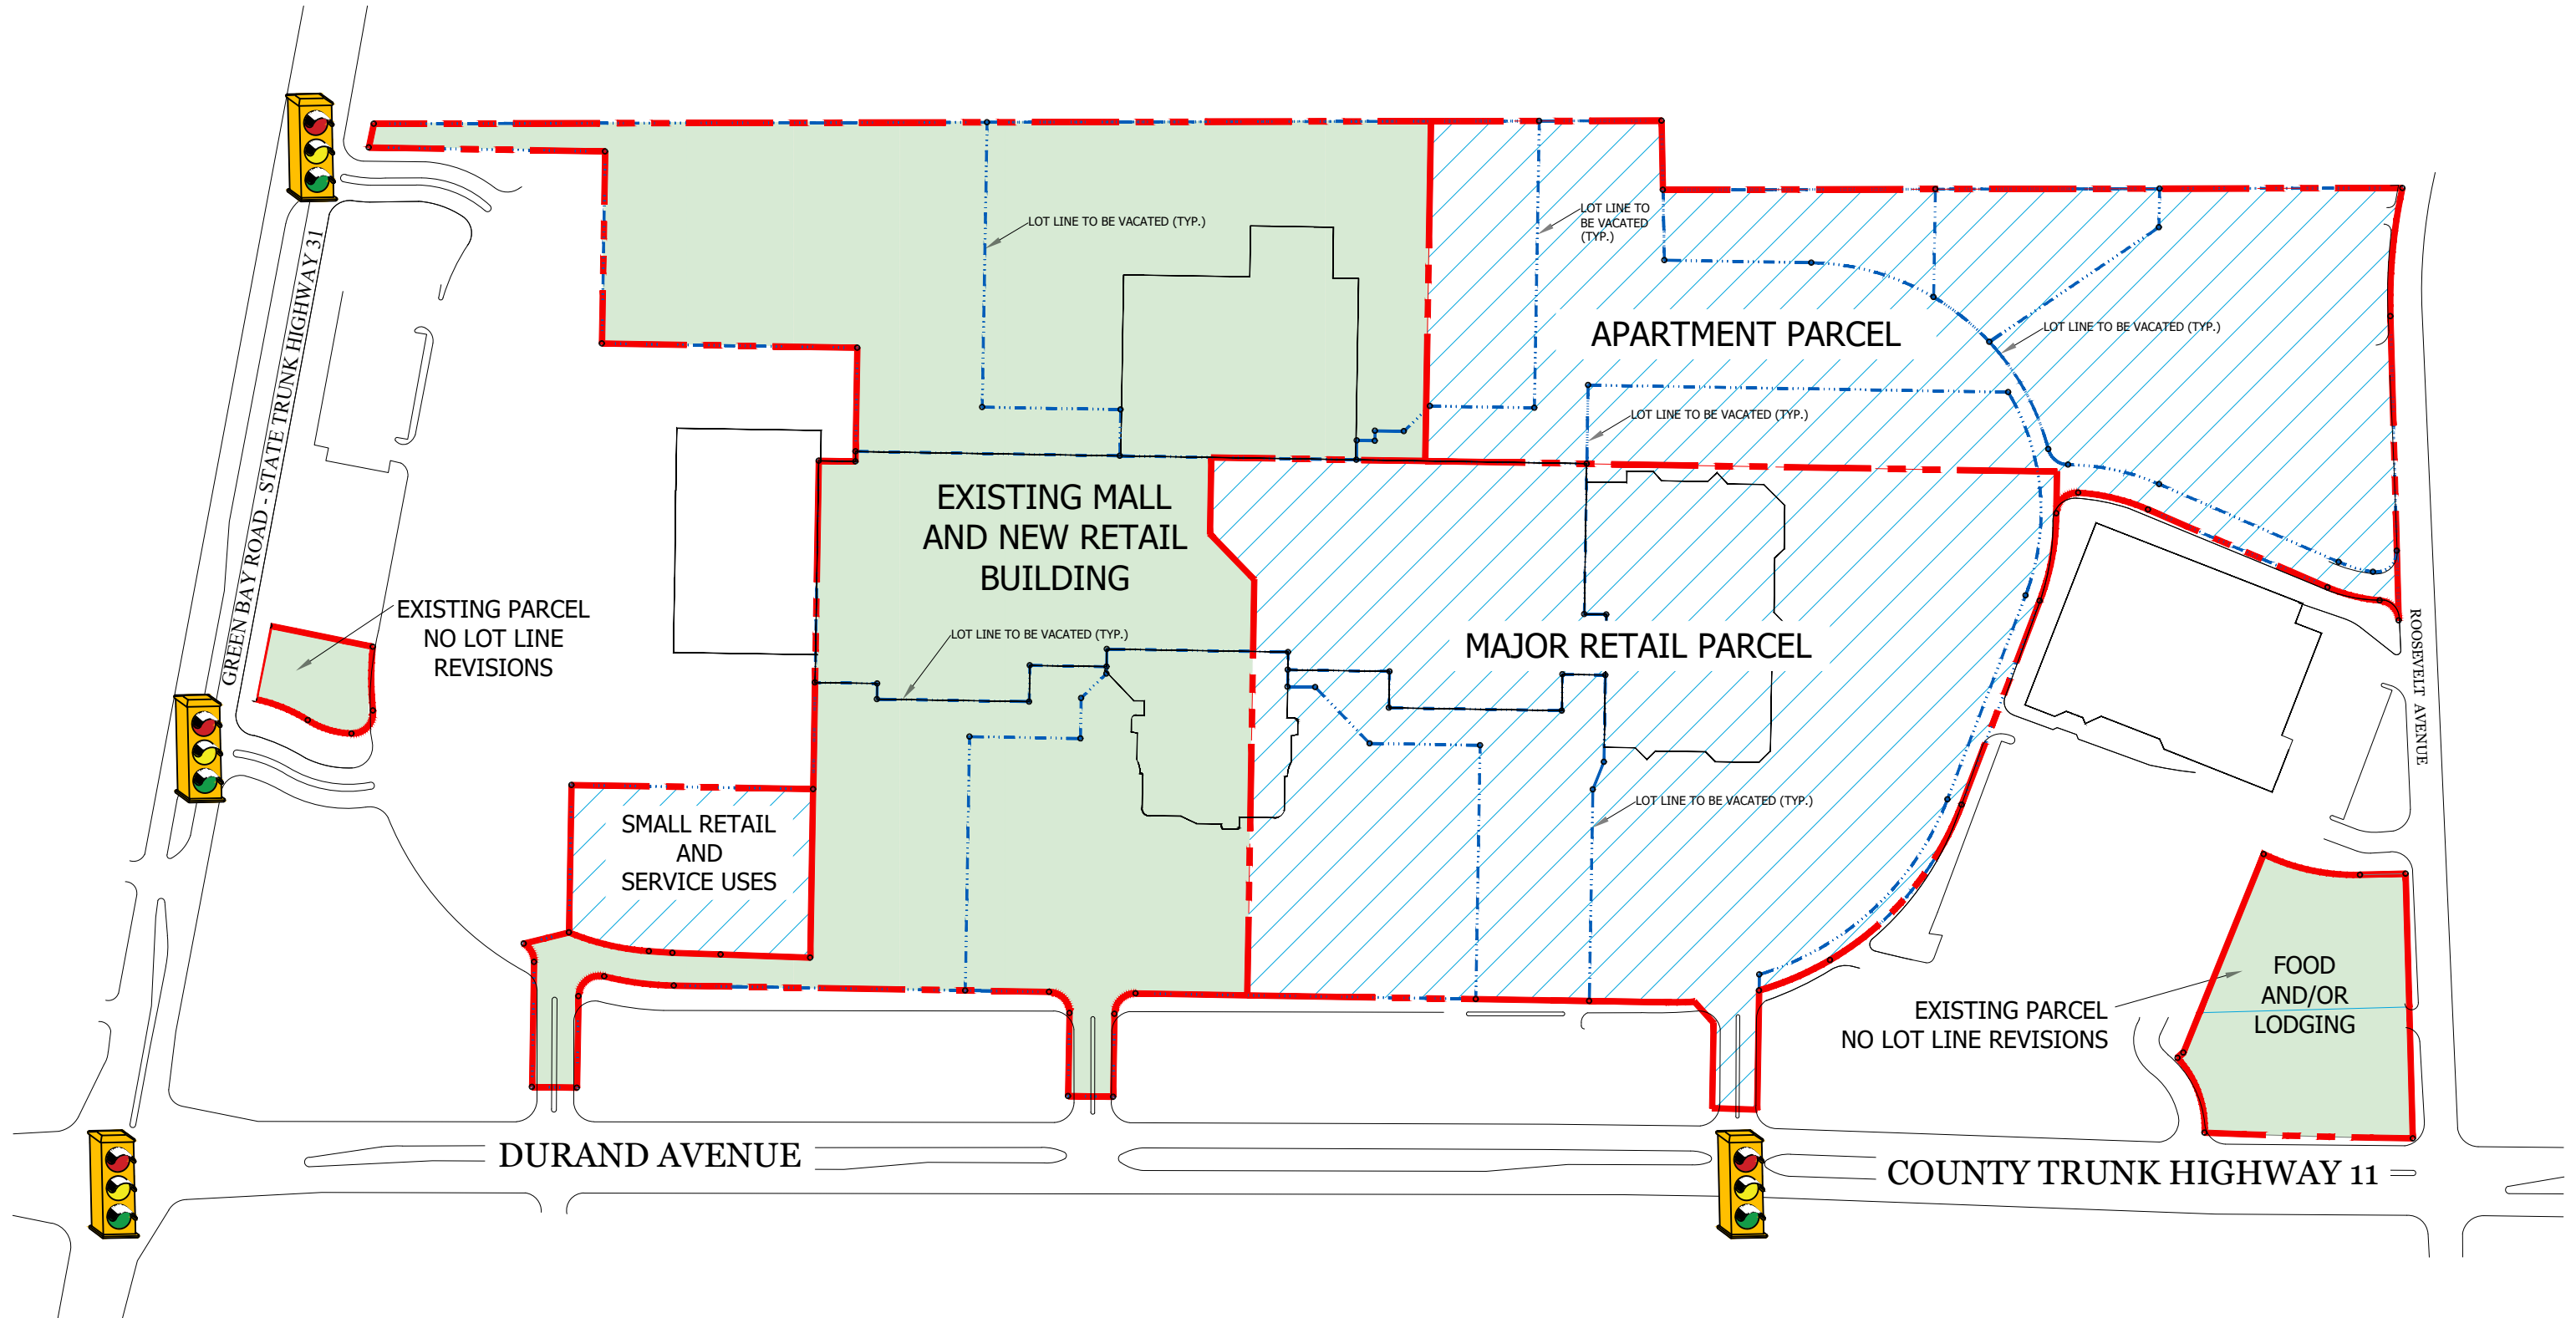 LOT LINE TO BE VACATED (TYP.)
LOT LINE TO
BE VACATED
(TYP.)
GREEN BAY ROAD - STATE TRUNK HIGHWAY 31
APARTMENT PARCEL
LOT LINE TO BE VACATED (TYP.)
LOT LINE TO BE VACATED (TYP.)
EXISTING MALL
AND NEW RETAIL
BUILDING
EXISTING PARCEL
NO LOT LINE
REVISIONS
LOT LINE TO BE VACATED (TYP.)
MAJOR RETAIL PARCEL
ROOSEVELT AVENUE
LOT LINE TO BE VACATED (TYP.)
SMALL RETAIL
AND
SERVICE USES
FOOD
AND/OR
LODGING
EXISTING PARCEL
NO LOT LINE REVISIONS
DURAND AVENUE
COUNTY TRUNK HIGHWAY 11